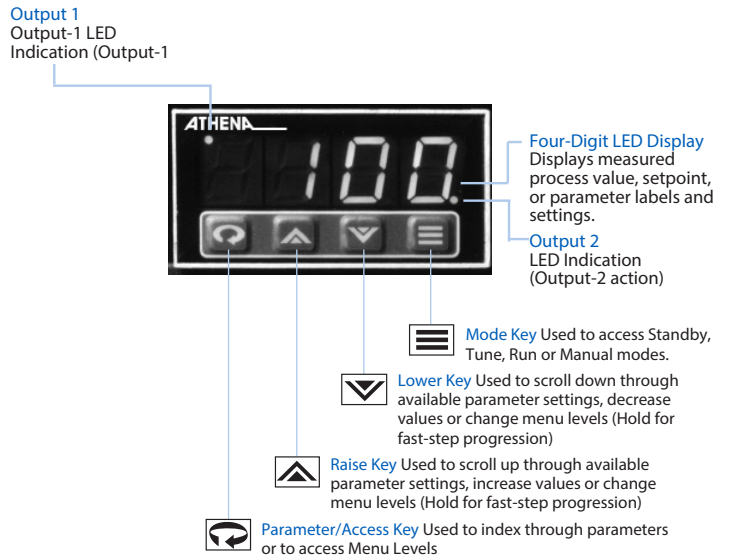 Output 1
Output-1 LED
Indication (Output-1
ATHENA
100.
Four-Digit LED Display
Displays measured
process value, setpoint,
or parameter labels and
settings.
Output 2
LED Indication
(Output-2 action)
Mode Key Used to access Standby,
Tune, Run or Manual modes.
Lower Key Used to scroll down through
available parameter settings, decrease
values or change menu levels (Hold for
fast-step progression)
Raise Key Used to scroll up through available
parameter settings, increase values or change
menu levels (Hold for fast-step progression)
Parameter/Access Key Used to index through parameters
or to access Menu Levels